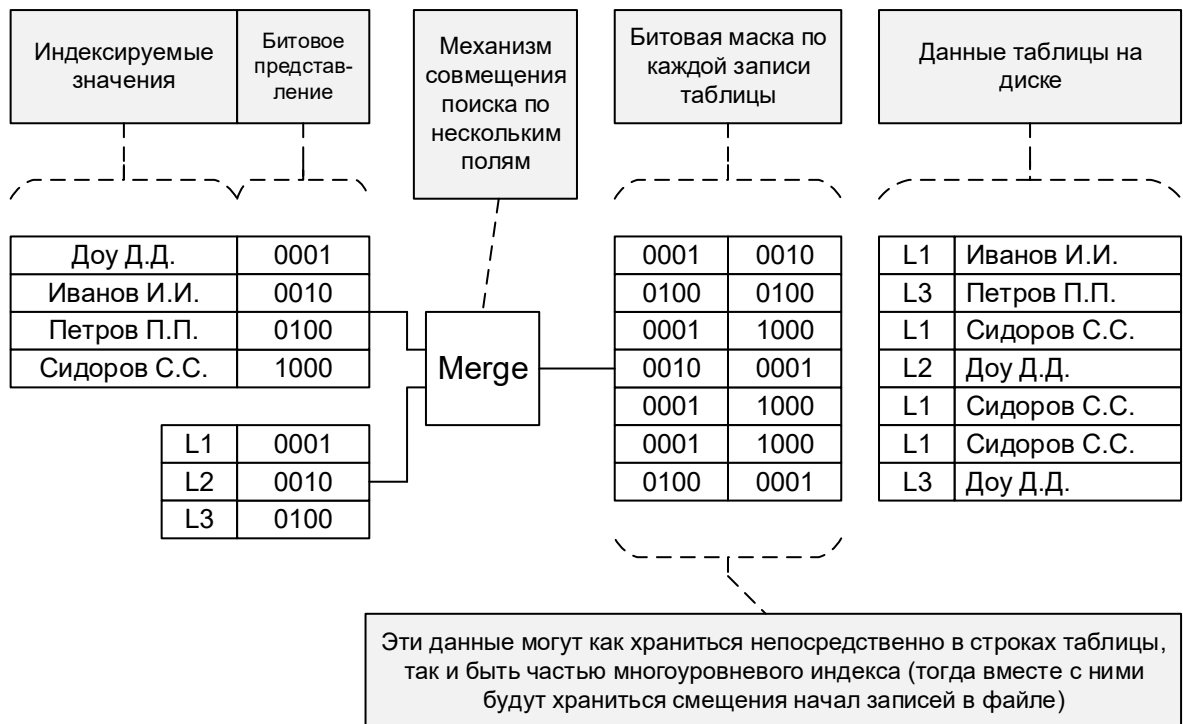 Индексируемые
значения
Битовое
представ-
ление
Механизм
совмещения
поиска по
нескольким
полям
Битовая маска по
каждой записи
таблицы
Данные таблицы на
диске
Доу Д.Д. 0001
Иванов И.И. 0010
Петров П.П. 0100
Сидоров С.С. 1000
L1 0001
L2 0010
L3 0100
Merge
0001 0010
0100 0100
0001 1000
0010 0001
0001 1000
0001 1000
0100 0001
L1 Иванов И.И.
L3 Петров П.П.
L1 Сидоров С.С.
L2 Доу Д.Д.
L1 Сидоров С.С.
L1 Сидоров С.С.
L3 Доу Д.Д.
Эти данные могут как храниться непосредственно в строках таблицы,
так и быть частью многоуровневого индекса (тогда вместе с ними
будут храниться смещения начал записей в файле)